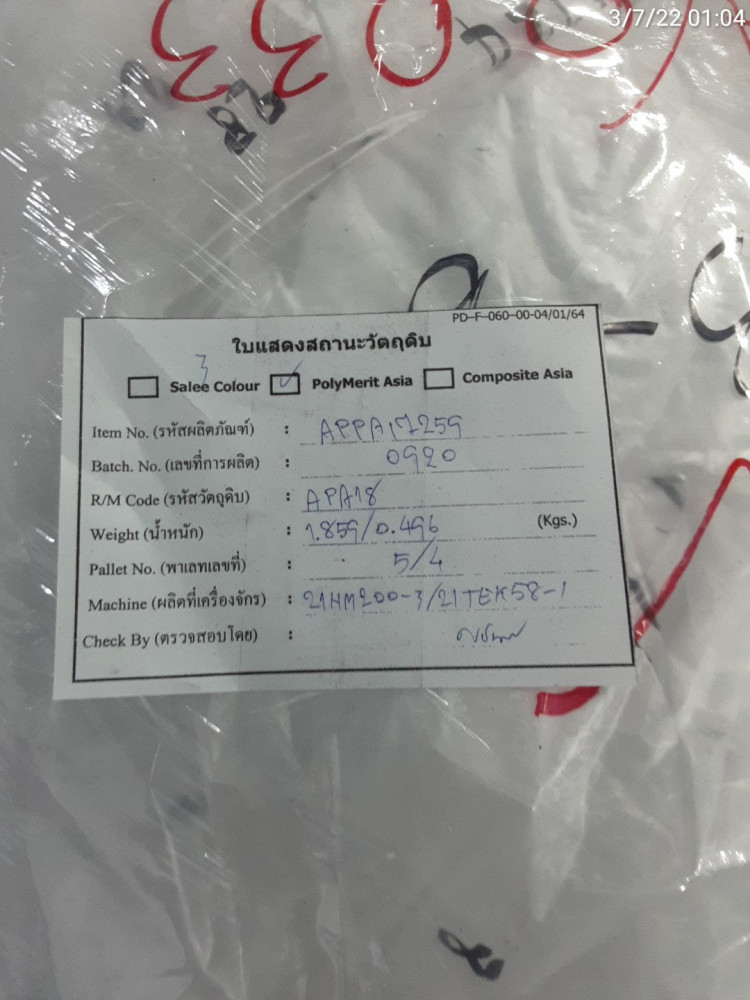 3/7/22 01:04
PD-F-060-00-04/01/64
ใบแสดงสถานะวัตถุดิบ
Salee Colour PolyMerit Asia Composite Asia
Item No. (รหัสผลิตภัณฑ์) : APPA17259
Batch. No. (เลขที่การผลิต) : 0920
R/M Code (รหัสวัตถุดิบ) : APA18
Weight (น้ำหนัก) : 1.859/0.496 (Kgs.)
Pallet No. (พาเลทเลขที่) : 5/4
Machine (ผลิตที่เครื่องจักร) : 21HM200-3/21TEK58-1
Check By (ตรวจสอบโดย) :